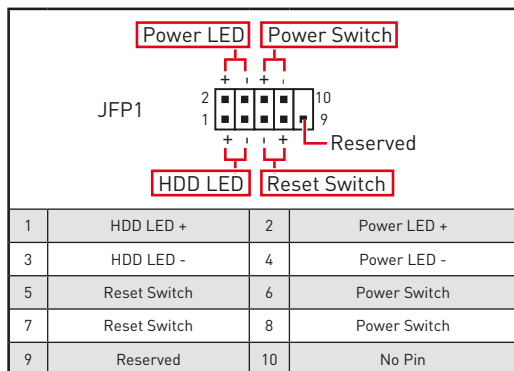 Power LED Power Switch
+ - + -
JFP1
2 10
1 9
+ - - +
Reserved
HDD LED Reset Switch
1 HDD LED + 2 Power LED +
3 HDD LED - 4 Power LED -
5 Reset Switch 6 Power Switch
7 Reset Switch 8 Power Switch
9 Reserved 10 No Pin